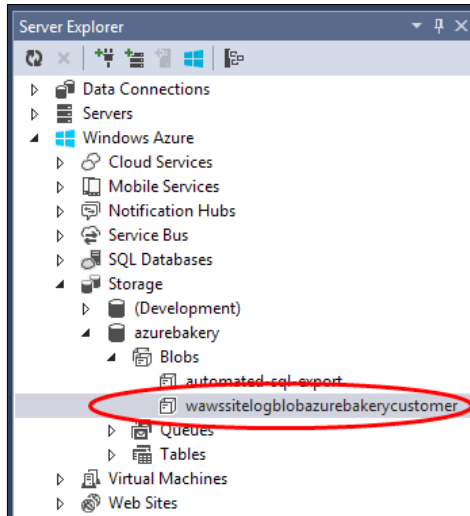 Server Explorer
Data Connections
Servers
Windows Azure
Cloud Services
Mobile Services
Notification Hubs
Service Bus
SQL Databases
Storage
(Development)
azurebakery
Blobs
automated-sql-export
wawssitelogblobazurebakerycustomer
Queues
Tables
Virtual Machines
Web Sites